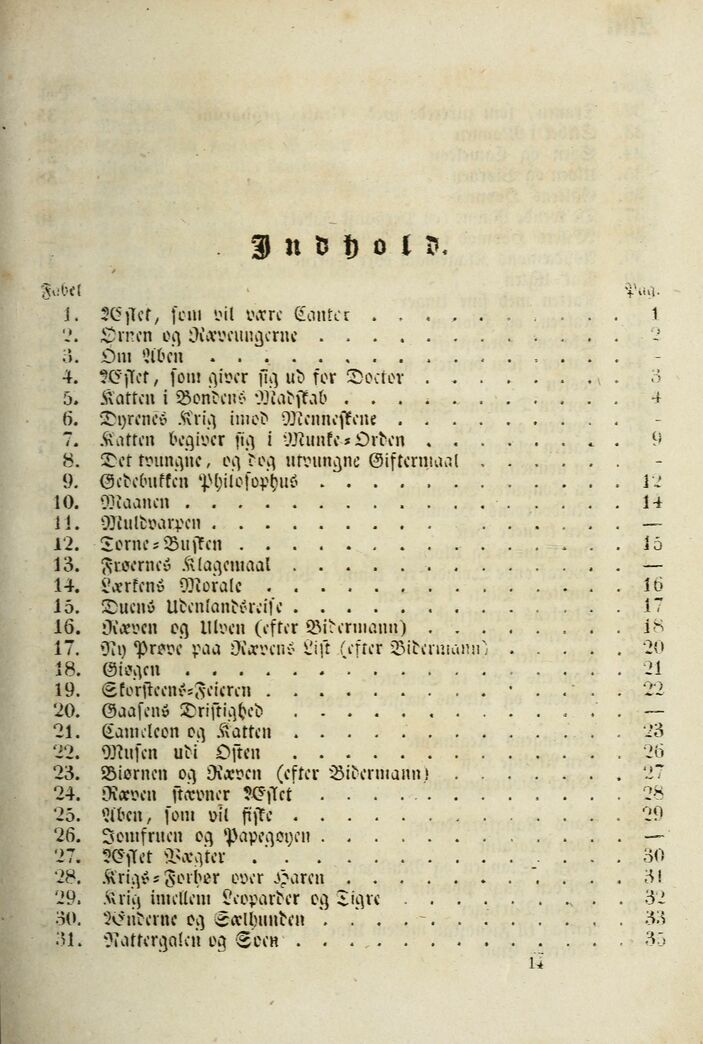 Indhold.
Fabel Pag.
1. Æslet, som vil være Cantor . . . . . . . . . . 1
2. Ørnen og Ræveungerne . . . . . . . . . . . . 2
3. Om Aben . . . . . . . . . . . . . . . . -
4. Æslet, som giver sig ud for Doctor . . . . . . . . 3
5. Katten i Bondens Madskab . . . . . . . . . . . 4
6. Dyrenes Krig imod Menneskene . . . . . . . . . -
7. Katten begiver sig i Munke-Orden . . . . . . . . 9
8. Det tvungne, og dog utvungne Giftermaal . . . . . . -
9. Gedebukken Philosophus . . . . . . . . . . . . 12
10. Maanen . . . . . . . . . . . . . . . . . 14
11. Muldvarpen . . . . . . . . . . . . . . . . —
12. Torne-Busken . . . . . . . . . . . . . . . 15
13. Frøernes Klagemaal . . . . . . . . . . . . . —
14. Lærkens Morale . . . . . . . . . . . . . . 16
15. Duens Udenlandsreise . . . . . . . . . . . . . 17
16. Ræven og Ulven (efter Bidermann) . . . . . . . . 18
17. Ny Prøve paa Rævens List (efter Bidermann) . . . . . 20
18. Giøgen . . . . . . . . . . . . . . . . . 21
19. Skorsteens-Feieren . . . . . . . . . . . . . . 22
20. Gaasens Dristighed . . . . . . . . . . . . . —
21. Cameleon og Katten . . . . . . . . . . . . . 23
22. Musen udi Osten . . . . . . . . . . . . . 26
23. Biørnen og Ræven (efter Bidermann) . . . . . . . 27
24. Ræven stævner Æslet . . . . . . . . . . . . 28
25. Aben, som vil fiske . . . . . . . . . . . . . 29
26. Jomfruen og Papegøyen . . . . . . . . . . . . —
27. Æslet Vægter . . . . . . . . . . . . . . . 30
28. Krigs-Forbør over Haren . . . . . . . . . . . 31
29. Krig imellem Leoparder og Tigre . . . . . . . . . 32
30. Ænderne og Sælhunden . . . . . . . . . . . . 33
31. Nattergalen og Soen . . . . . . . . . . . . . 35
14